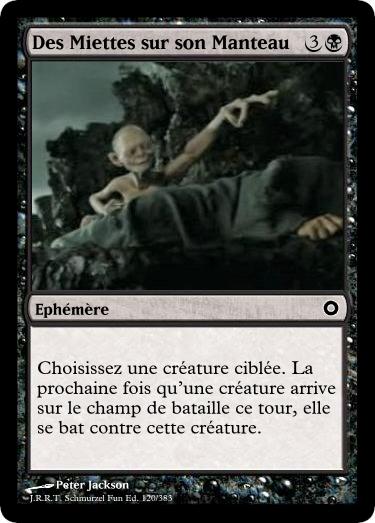 Des Miettes sur son Manteau 3
Ephémère
Choisissez une créature ciblée. La
prochaine fois qu'une créature arrive
sur le champ de bataille ce tour, elle
se bat contre cette créature.
Peter Jackson
J.R.R.T. Schmurzel Fun Ed. 120/383